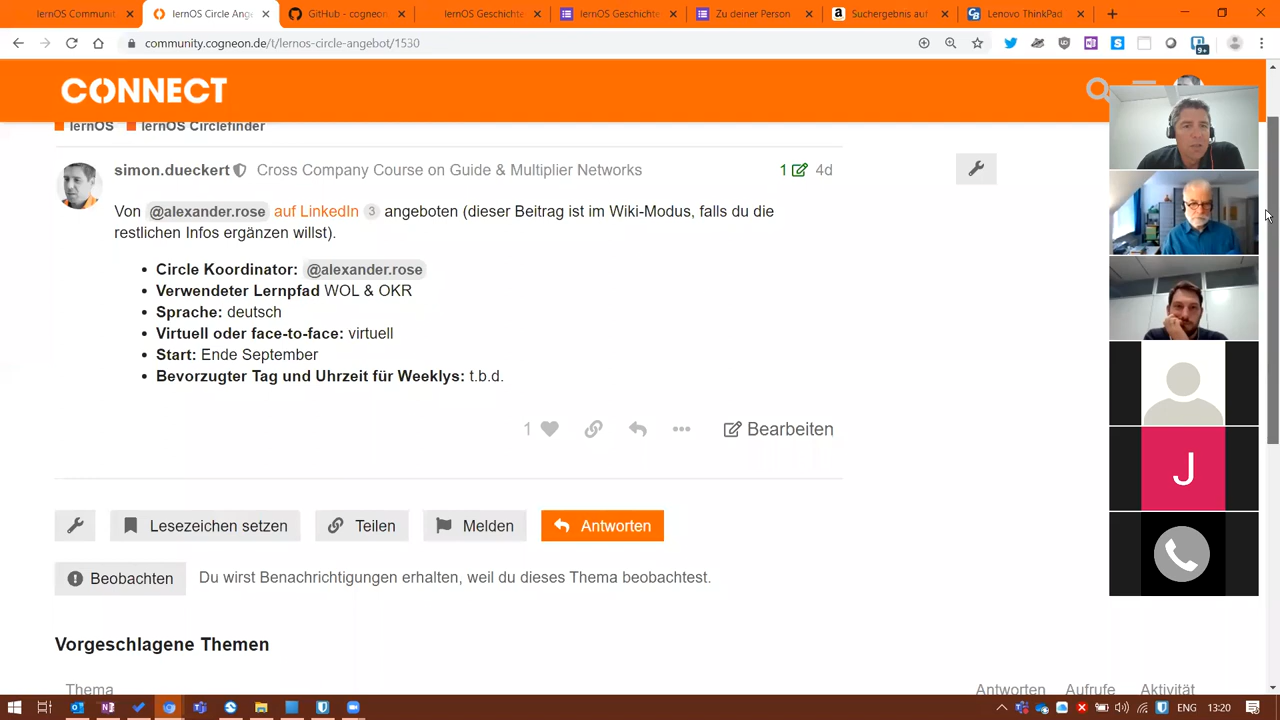 lernOS Communit
lernOS Circle Ange
GitHub - cogneon
lernOS Geschichte
lernOS Geschichte
Zu deiner Person
Suchergebnis auf
Lenovo ThinkPad
community.cogneon.de/t/lernos-circle-angebot/1530
9+
CONNECT
lernOS lernOS Circlefinder
simon.dueckert Cross Company Course on Guide & Multiplier Networks 1 4d
Von @alexander.rose auf LinkedIn 3 angeboten (dieser Beitrag ist im Wiki-Modus, falls du die
restlichen Infos ergänzen willst).
• Circle Koordinator: @alexander.rose
• Verwendeter Lernpfad WOL & OKR
• Sprache: deutsch
• Virtuell oder face-to-face: virtuell
• Start: Ende September
• Bevorzugter Tag und Uhrzeit für Weeklys: t.b.d.
1 Bearbeiten
Lesezeichen setzen Teilen Melden Antworten
Beobachten Du wirst Benachrichtigungen erhalten, weil du dieses Thema beobachtest.
Vorgeschlagene Themen
Thema Antworten Aufrufe Aktivität
J
ENG 13:20